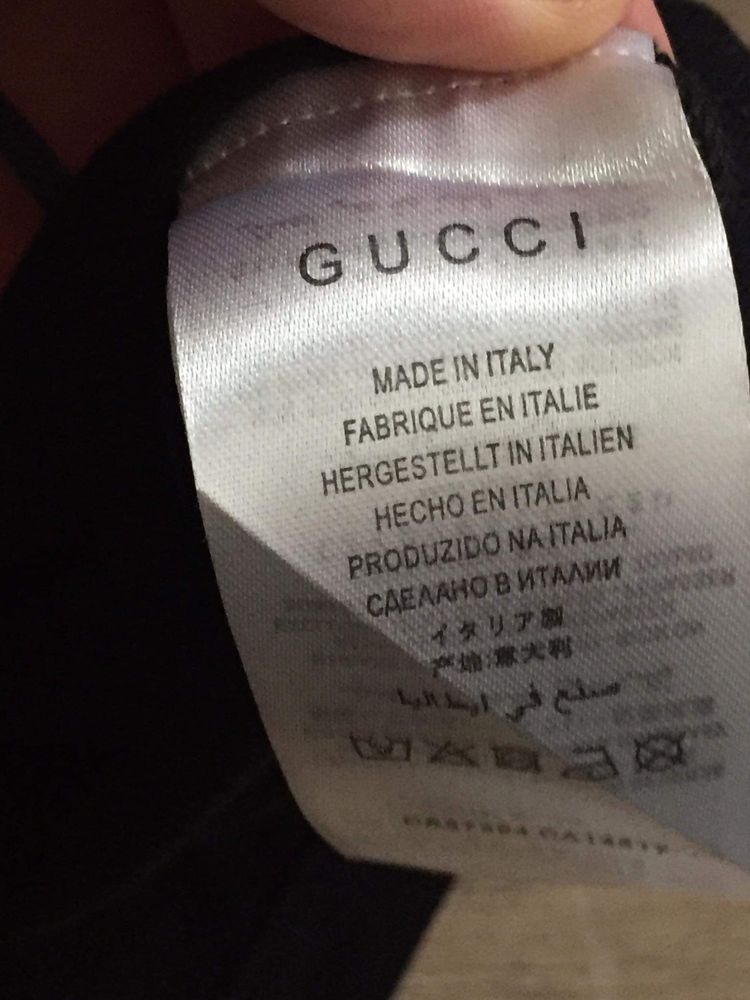 GUCCI
MADE IN ITALY
FABRIQUE EN ITALIE
HERGESTELLT IN ITALIEN
HECHO EN ITALIA
PRODUZIDO NA ITALIA
СДЕЛАНО В ИТАЛИИ
イタリア製
产地:意大利
صنع في إيطاليا